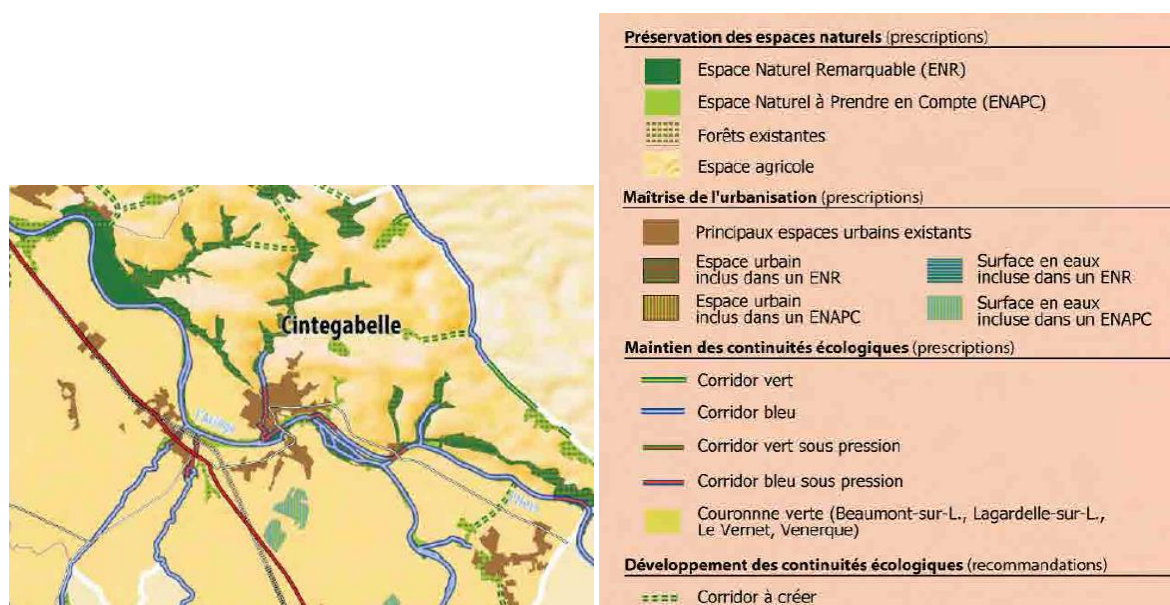 Cintegabelle
L'Ariège
L'Hers
Préservation des espaces naturels (prescriptions)
Espace Naturel Remarquable (ENR)
Espace Naturel à Prendre en Compte (ENAPC)
Forêts existantes
Espace agricole
Maîtrise de l'urbanisation (prescriptions)
Principaux espaces urbains existants
Espace urbain
inclus dans un ENR
Surface en eaux
incluse dans un ENR
Espace urbain
inclus dans un ENAPC
Surface en eaux
incluse dans un ENAPC
Maintien des continuités écologiques (prescriptions)
Corridor vert
Corridor bleu
Corridor vert sous pression
Corridor bleu sous pression
Couronnne verte (Beaumont-sur-L., Lagardelle-sur-L.,
Le Vernet, Venerque)
Développement des continuités écologiques (recommandations)
Corridor à créer